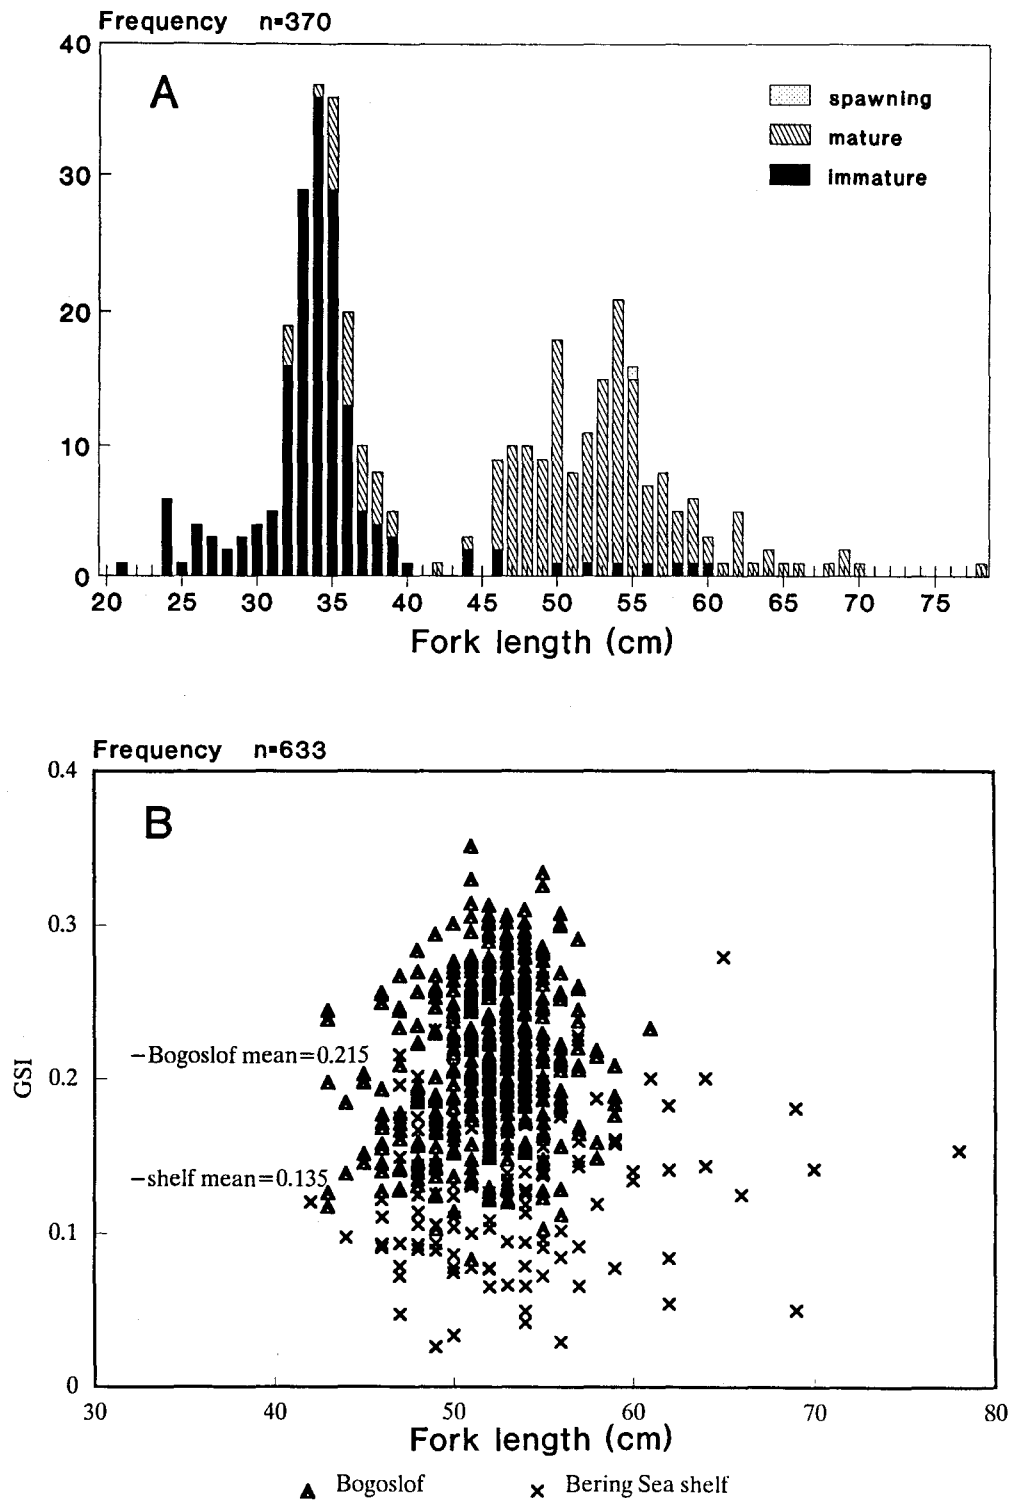 Frequency n=370
40
A
spawning
mature
30
immature
20
10
0
20 25 30 35 40 45 50 55 60 65 70 75
Fork length (cm)
Frequency n=633
0.4
B
0.3
GSI
–Bogoslof mean=0.215
0.2
–shelf mean=0.135
0.1
0
30 40 50 60 70 80
Fork length (cm)
Bogoslof
Bering Sea shelf